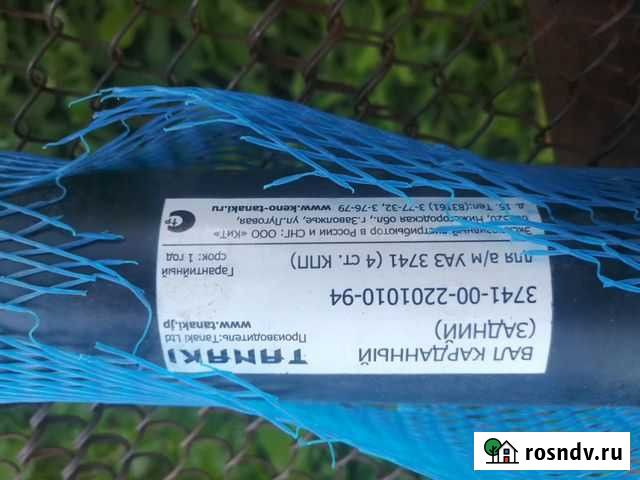 ВАЛ КАРДАННЫЙ
(ЗАДНИЙ)
3741-00-2201010-94
для а/м УАЗ 3741 (4 ст. КПП)
TANAKI
Производитель: Tanaki Ltd
www.tanaki.jp
Гарантийный
срок: 1 год
дистрибьютор в России и СНГ: ООО «КиТ»
Нижегородская обл., г. Заволжье, ул. Луговая,
д. 15. Тел: (83161) 3-77-32, 3-76-79 www.keno-tanaki.ru
rosndv.ru